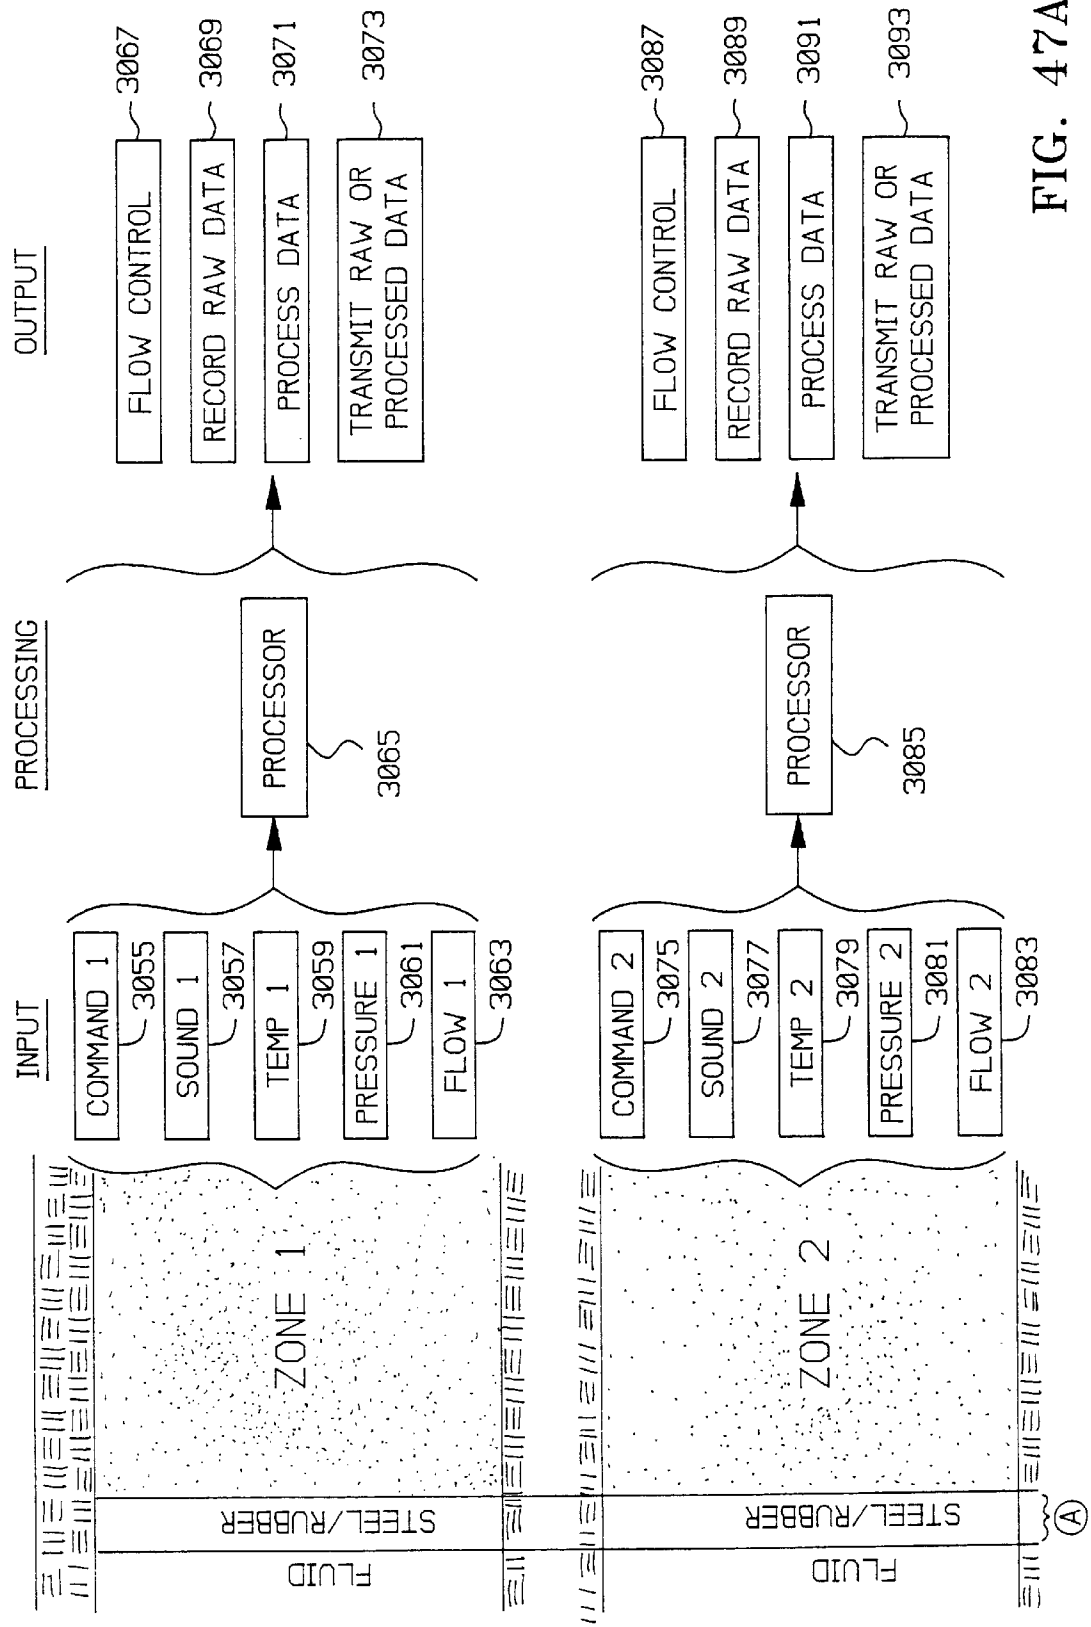 INPUT
PROCESSING
OUTPUT
FLUID
STEEL/RUBBER
ZONE 1
COMMAND 1
3055
SOUND 1
3057
TEMP 1
3059
PRESSURE 1
3061
FLOW 1
3063
PROCESSOR
3065
FLOW CONTROL
3067
RECORD RAW DATA
3069
PROCESS DATA
3071
TRANSMIT RAW OR
PROCESSED DATA
3073
FLUID
STEEL/RUBBER
ZONE 2
COMMAND 2
3075
SOUND 2
3077
TEMP 2
3079
PRESSURE 2
3081
FLOW 2
3083
PROCESSOR
3085
FLOW CONTROL
3087
RECORD RAW DATA
3089
PROCESS DATA
3091
TRANSMIT RAW OR
PROCESSED DATA
3093
A
FIG. 47A